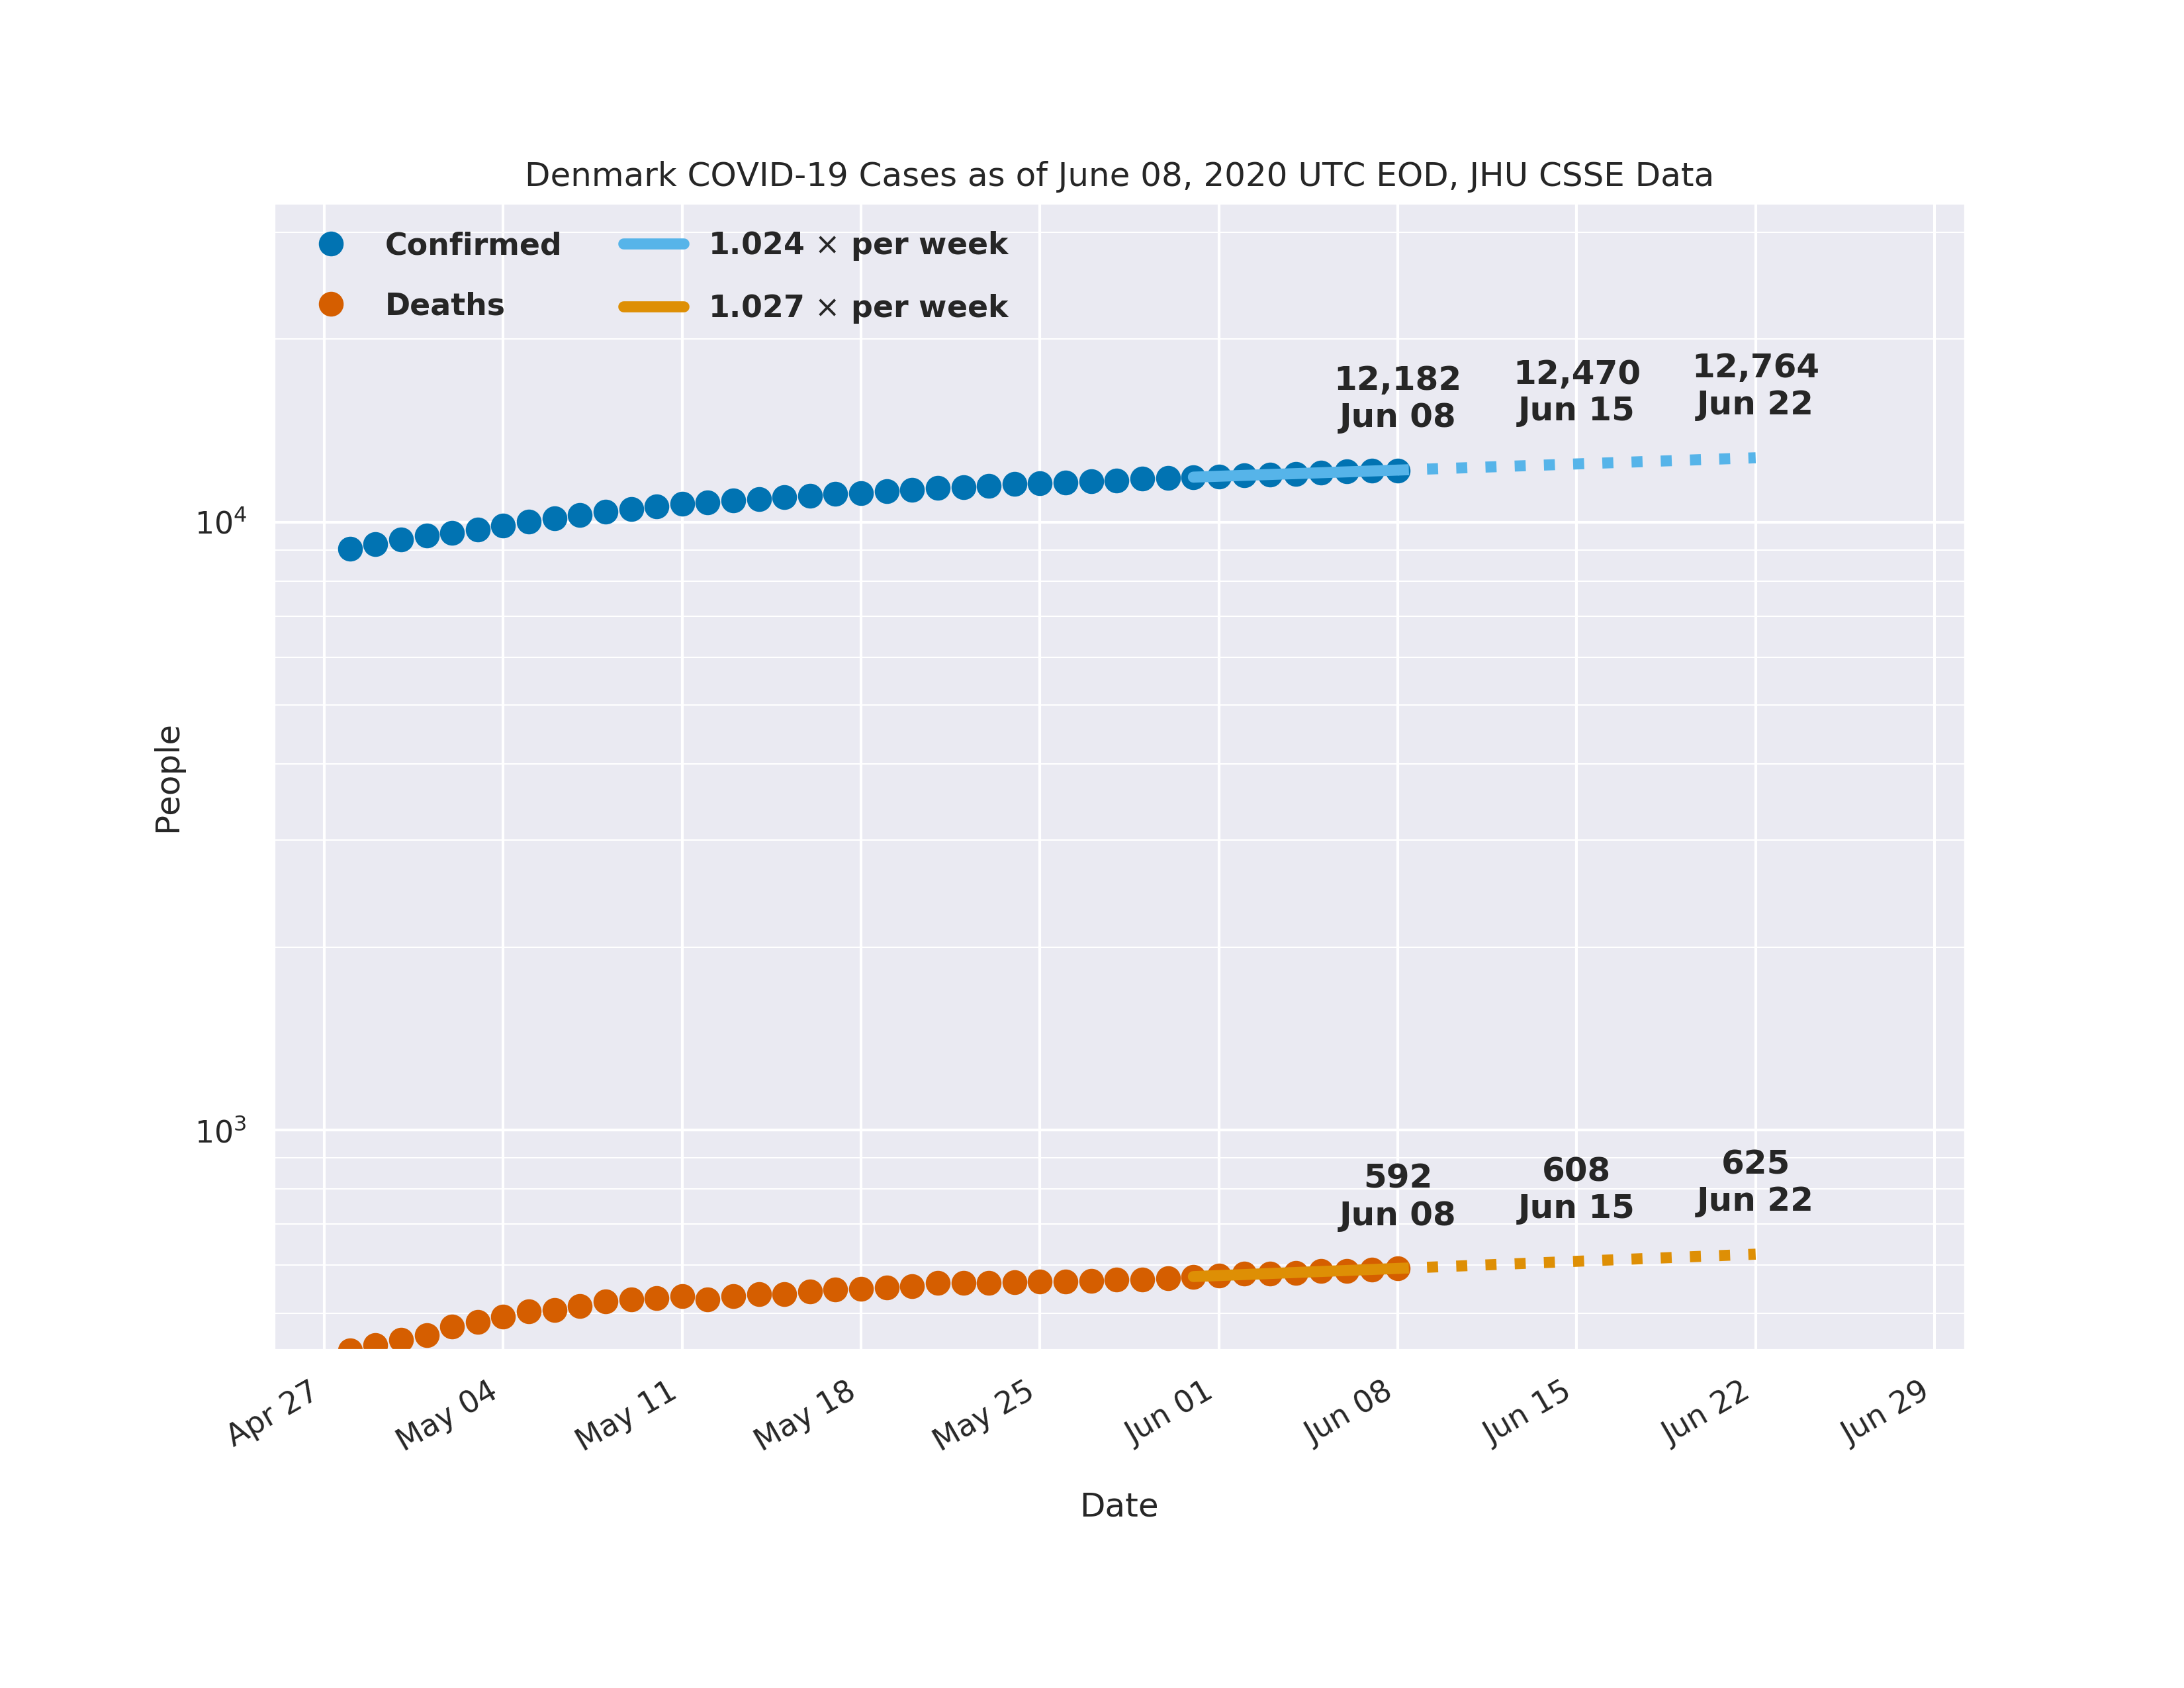 Denmark COVID-19 Cases as of June 08, 2020 UTC EOD, JHU CSSE Data
Confirmed
Deaths
1.024 × per week
1.027 × per week
12,182
Jun 08
12,470
Jun 15
12,764
Jun 22
10⁴
People
10³
592
Jun 08
608
Jun 15
625
Jun 22
Apr 27
May 04
May 11
May 18
May 25
Jun 01
Jun 08
Jun 15
Jun 22
Jun 29
Date